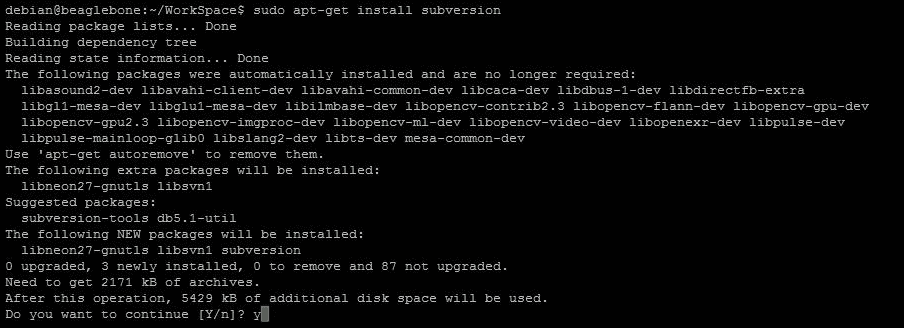 debian@beaglebone:~/WorkSpace$ sudo apt-get install subversion
Reading package lists... Done
Building dependency tree
Reading state information... Done
The following packages were automatically installed and are no longer required:
  libasound2-dev libavahi-client-dev libavahi-common-dev libcaca-dev libdbus-1-dev libdirectfb-extra
  libgl1-mesa-dev libglu1-mesa-dev libilmbase-dev libopencv-contrib2.3 libopencv-flann-dev libopencv-gpu-dev
  libopencv-gpu2.3 libopencv-imgproc-dev libopencv-ml-dev libopencv-video-dev libopenexr-dev libpulse-dev
  libpulse-mainloop-glib0 libslang2-dev libts-dev mesa-common-dev
Use 'apt-get autoremove' to remove them.
The following extra packages will be installed:
  libneon27-gnutls libsvn1
Suggested packages:
  subversion-tools db5.1-util
The following NEW packages will be installed:
  libneon27-gnutls libsvn1 subversion
0 upgraded, 3 newly installed, 0 to remove and 87 not upgraded.
Need to get 2171 kB of archives.
After this operation, 5429 kB of additional disk space will be used.
Do you want to continue [Y/n]? y